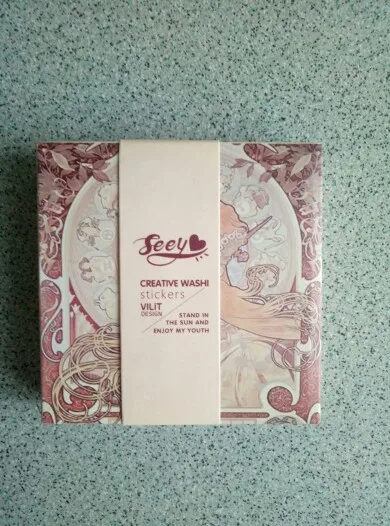 Seey
CREATIVE WASHI
stickers
VILIT
DESIGN
STAND IN
THE SUN AND
ENJOY MY YOUTH